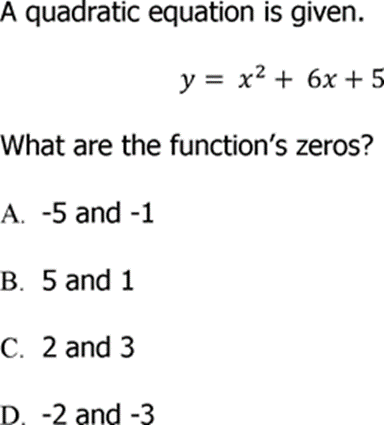 A quadratic equation is given.
y = x² + 6x + 5
What are the function's zeros?
A. -5 and -1
B. 5 and 1
C. 2 and 3
D. -2 and -3